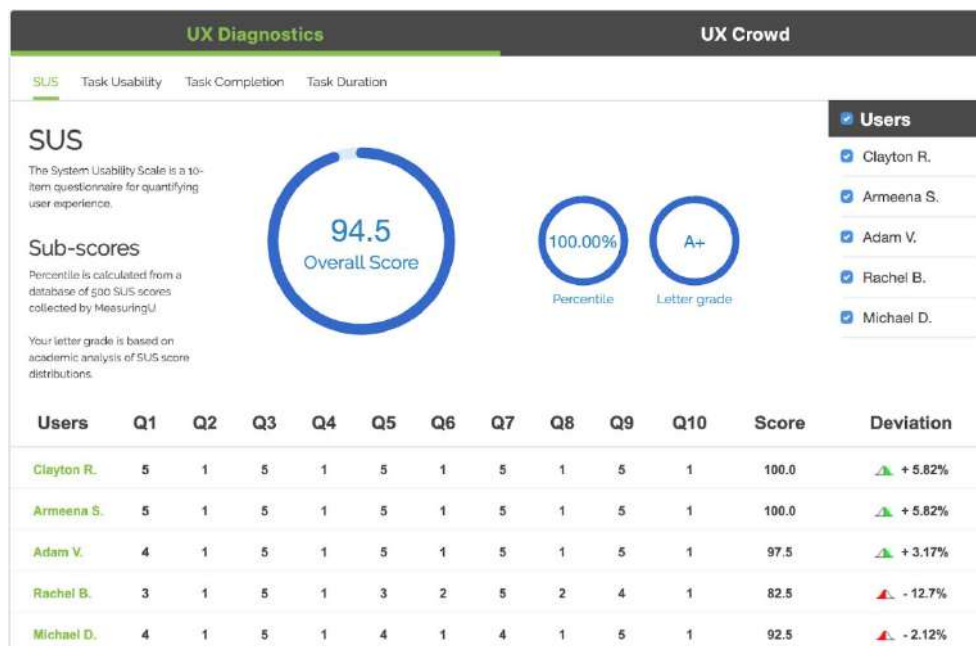 UX Diagnostics UX Crowd
SUS Task Usability Task Completion Task Duration
SUS
The System Usability Scale is a 10-
item questionnaire for quantifying
user experience.
Sub-scores
Percentile is calculated from a
database of 500 SUS scores
collected by MeasuringU
Your letter grade is based on
academic analysis of SUS score
distributions.
94.5
Overall Score
100.00%
Percentile
A+
Letter grade
Users
Clayton R.
Armeena S.
Adam V.
Rachel B.
Michael D.
Users Q1 Q2 Q3 Q4 Q5 Q6 Q7 Q8 Q9 Q10 Score Deviation
Clayton R. 5 1 5 1 5 1 5 1 5 1 100.0 + 5.82%
Armeena S. 5 1 5 1 5 1 5 1 5 1 100.0 + 5.82%
Adam V. 4 1 5 1 5 1 5 1 5 1 97.5 + 3.17%
Rachel B. 3 1 5 1 3 2 5 2 4 1 82.5 - 12.7%
Michael D. 4 1 5 1 4 1 4 1 5 1 92.5 - 2.12%